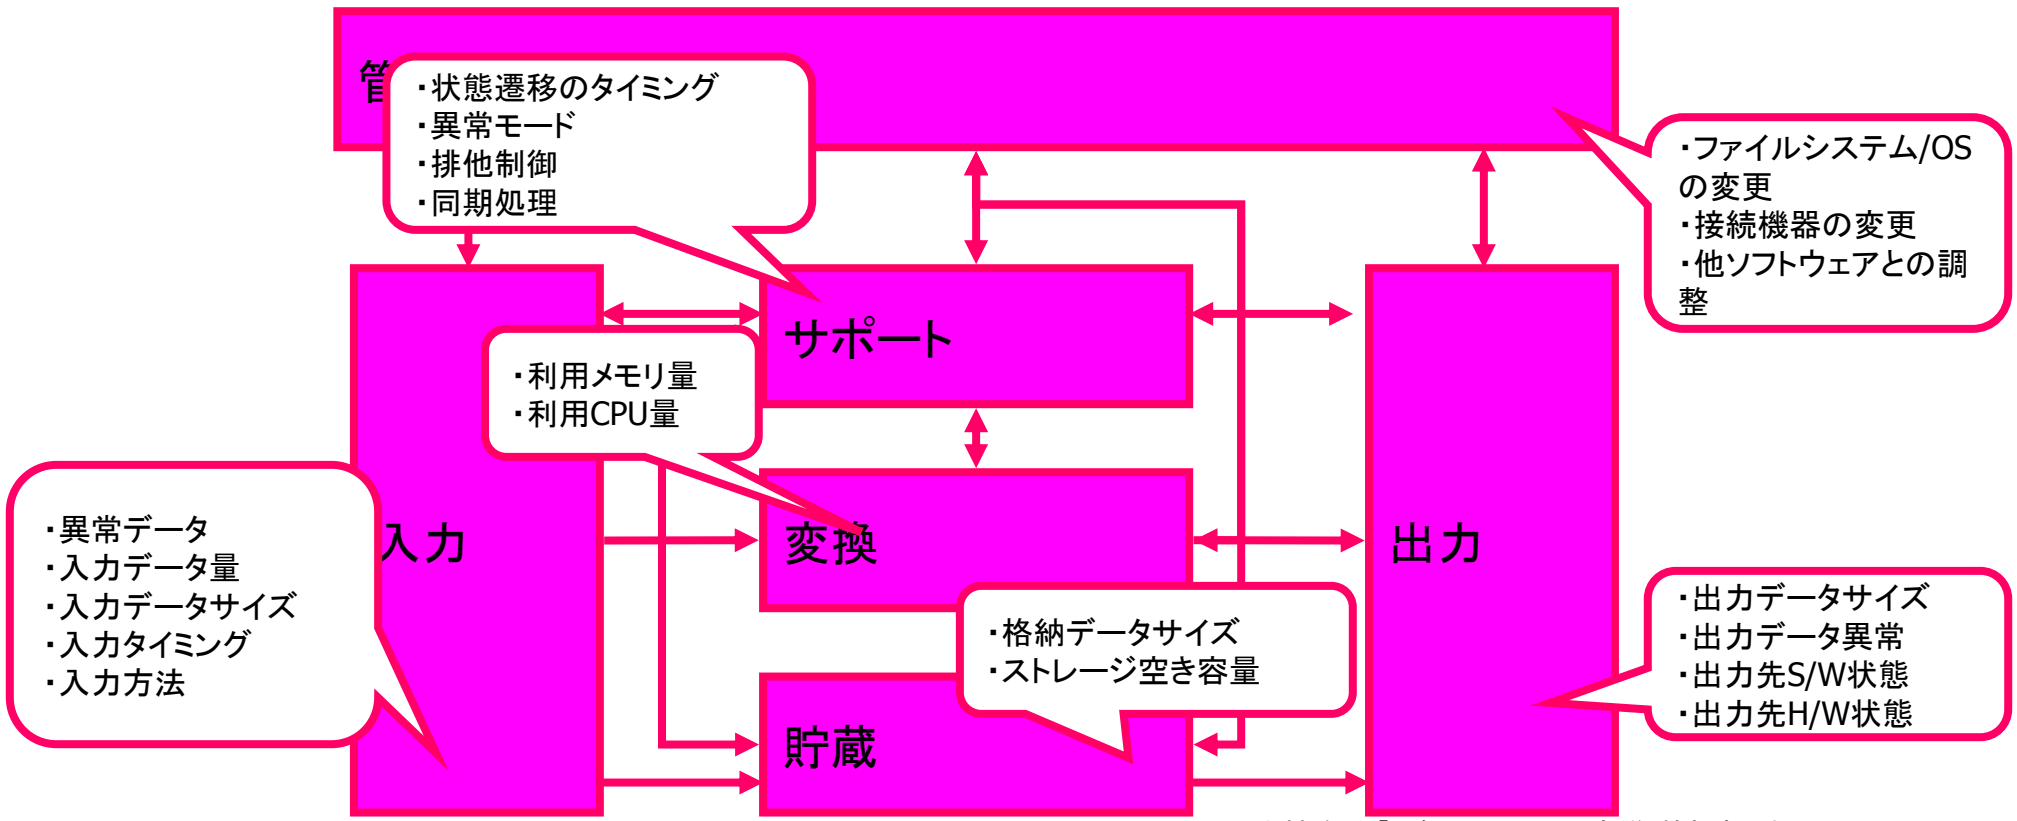 ・状態遷移のタイミング
・異常モード
・排他制御
・同期処理
・ファイルシステム/OS
の変更
・接続機器の変更
・他ソフトウェアとの調
整
サポート
・利用メモリ量
・利用CPU量
入力
変換
出力
・異常データ
・入力データ量
・入力データサイズ
・入力タイミング
・入力方法
・格納データサイズ
・ストレージ空き容量
・出力データサイズ
・出力データ異常
・出力先S/W状態
・出力先H/W状態
貯蔵